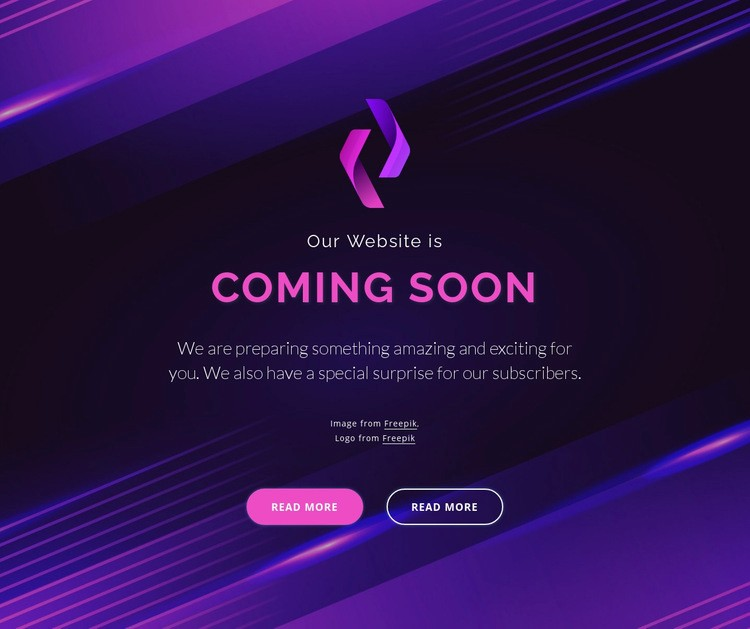 Our Website is
COMING SOON
We are preparing something amazing and exciting for
you. We also have a special surprise for our subscribers.
Image from Freepik,
Logo from Freepik
READ MORE
READ MORE